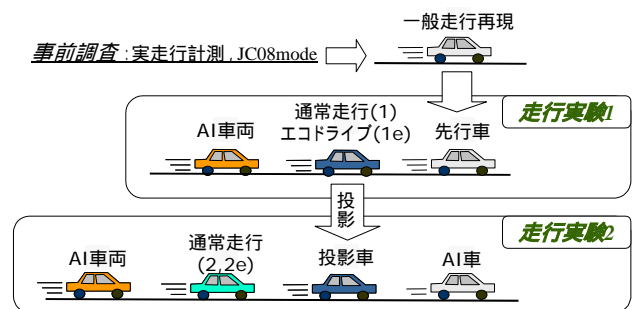 一般走行再現
事前調査:実走行計測,JC08mode
走行実験1
通常走行(1)
エコドライブ(1e)
AI車両
先行車
投影
走行実験2
通常走行
(2,2e)
AI車両
投影車
AI車